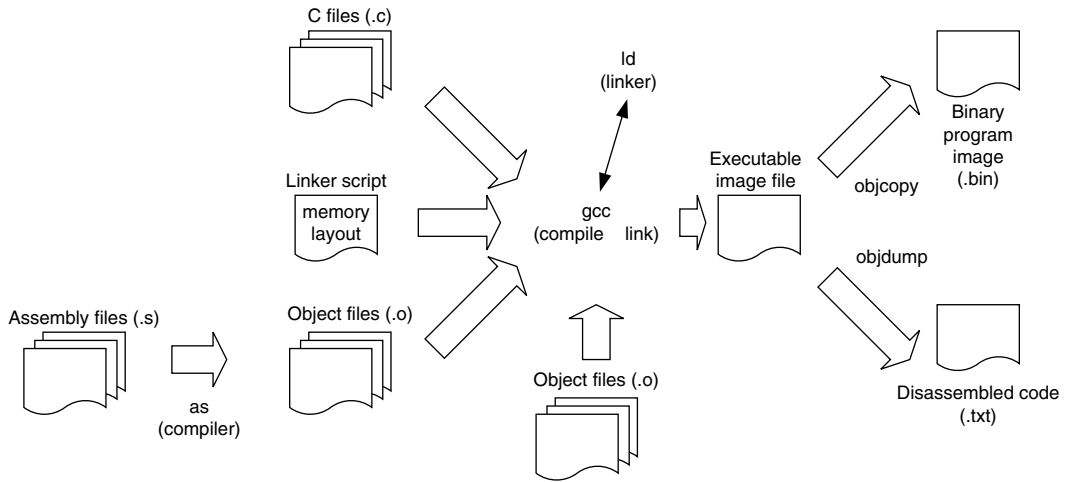 C files (.c)
ld
(linker)
Binary
program
image
(.bin)
Linker script
memory
layout
gcc
(compile link)
Executable
image file
objcopy
objdump
Assembly files (.s)
as
(compiler)
Object files (.o)
Object files (.o)
Disassembled code
(.txt)